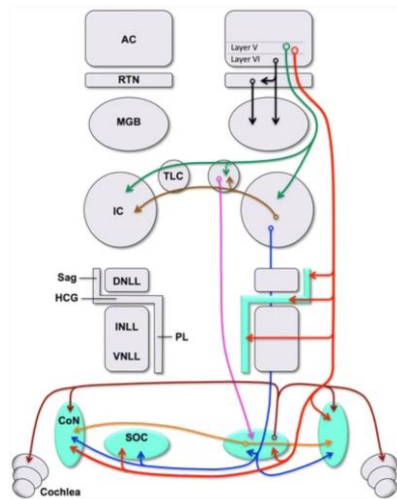 AC
Layer V
Layer VI
RTN
MGB
TLC
IC
Sag
DNLL
HCG
INLL
PL
VNLL
CoN
SOC
Cochlea